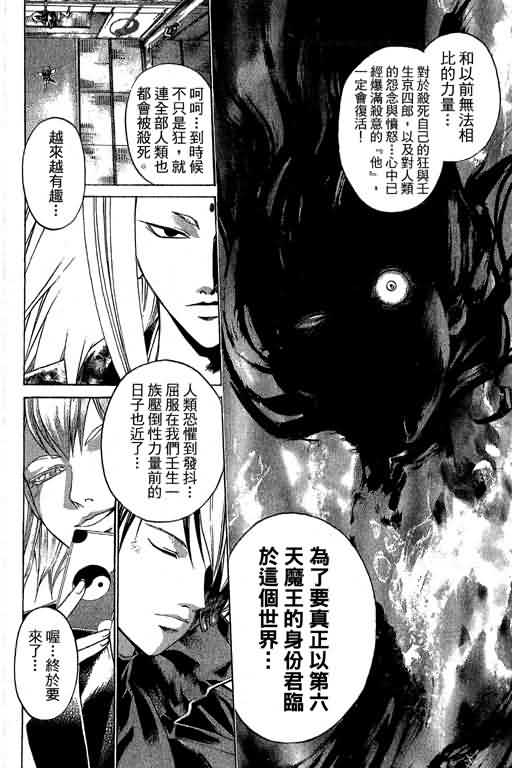 和以前無法相
比的力量…
對於殺死自己的狂與壬
生京四郎，以及對人類
的怨念與憤怒…心中已
經爆滿殺意的『他』，
一定會復活！
為了要真正以第六
天魔王的身份君臨
於這個世界…
呵呵…到時候
不只是狂，就
連全部人類也
都會被殺死。
越來越有趣…
人類恐懼到發抖…
屈服在我們壬生一
族壓倒性力量前的
日子也近了…
喔…終於要
來了…